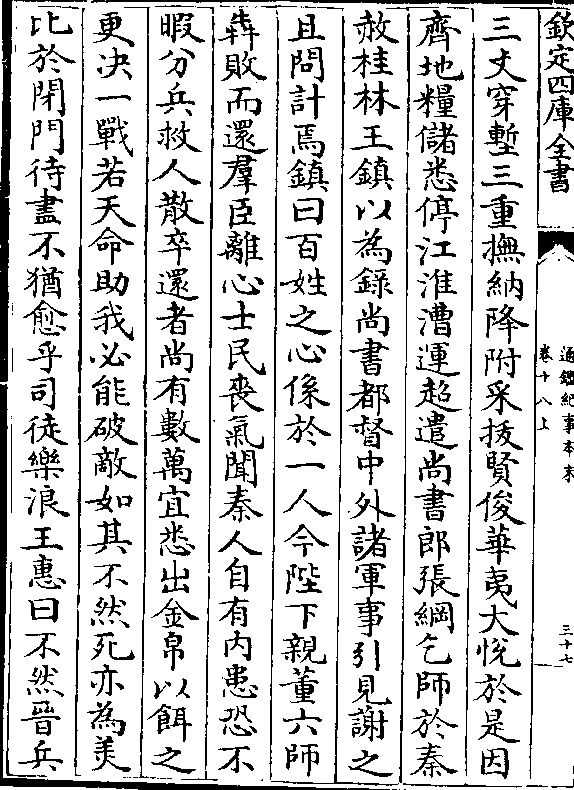 欽定四庫全書
通鑑紀事本末
卷十八上
三十七
三丈穿塹三重撫納降附采拔賢俊華夷大悅於是因
齊地糧儲悉停江淮漕運超遣尚書郎張綱乞師於秦
赦桂林王鎮以為錄尚書都督中外諸軍事引見謝之
且問計焉鎮曰百姓之心係於一人今陛下親董六師
犇敗而還羣臣離心士民喪氣聞秦人自有内患恐不
暇分兵救人散卒還者尚有數萬宜悉出金帛以餌之
更決一戰若天命助我必能破敵如其不然死亦為美
比於閉門待盡不猶愈乎司徒樂浪王惠曰不然晉兵